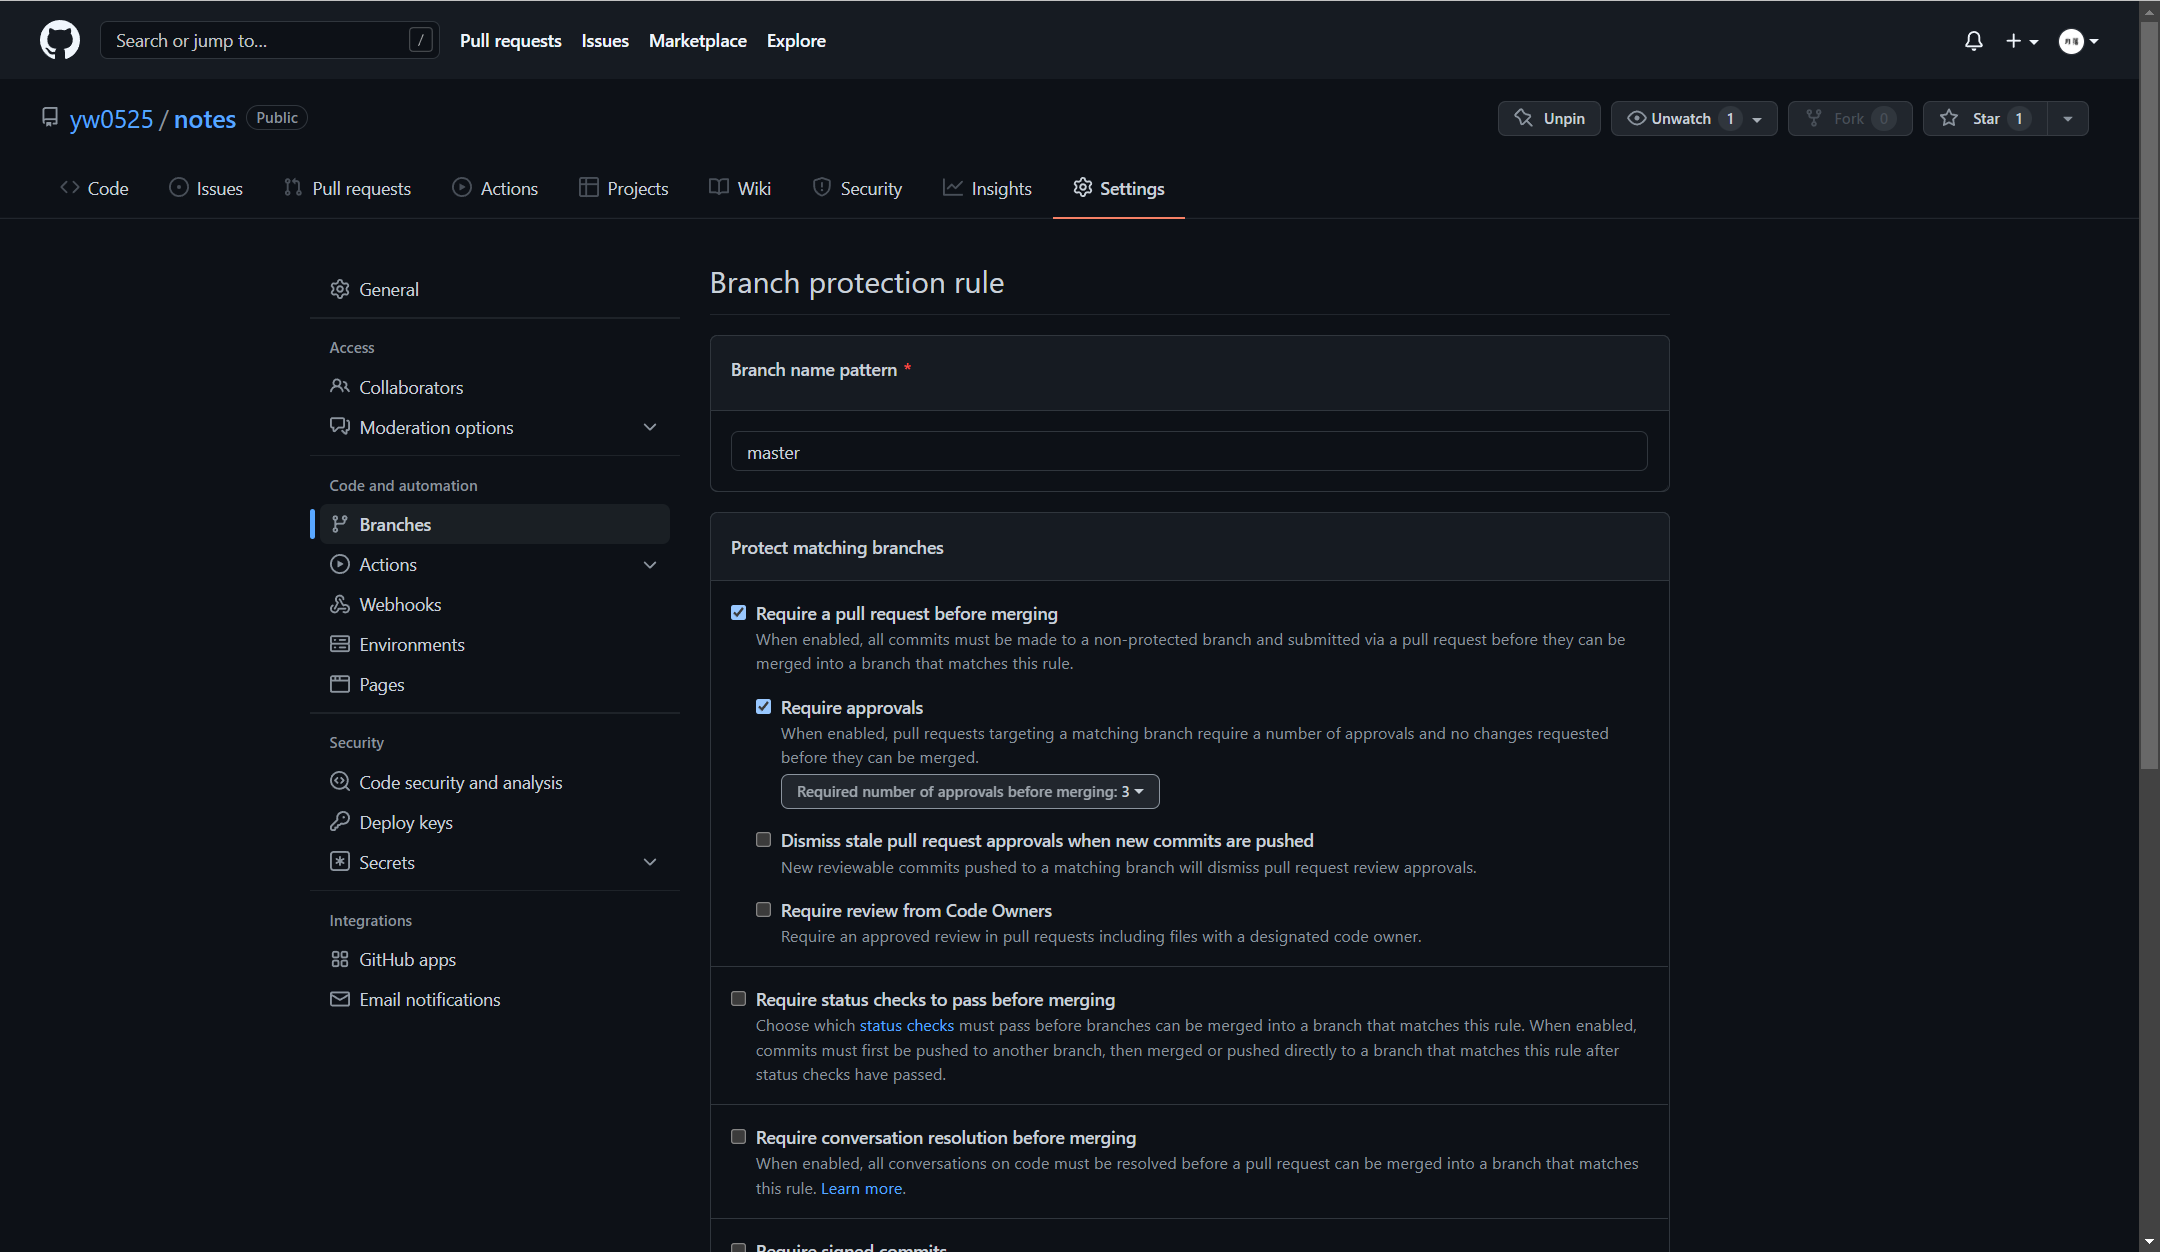 Search or jump to... /
Pull requests Issues Marketplace Explore
yw0525 / notes Public
Unpin Unwatch 1 Fork 0 Star 1
Code Issues Pull requests Actions Projects Wiki Security Insights Settings
General
Access
Collaborators
Moderation options
Code and automation
Branches
Actions
Webhooks
Environments
Pages
Security
Code security and analysis
Deploy keys
Secrets
Integrations
GitHub apps
Email notifications
Branch protection rule
Branch name pattern *
master
Protect matching branches
Require a pull request before merging
When enabled, all commits must be made to a non-protected branch and submitted via a pull request before they can be
merged into a branch that matches this rule.
Require approvals
When enabled, pull requests targeting a matching branch require a number of approvals and no changes requested
before they can be merged.
Required number of approvals before merging: 3
Dismiss stale pull request approvals when new commits are pushed
New reviewable commits pushed to a matching branch will dismiss pull request review approvals.
Require review from Code Owners
Require an approved review in pull requests including files with a designated code owner.
Require status checks to pass before merging
Choose which status checks must pass before branches can be merged into a branch that matches this rule. When enabled,
commits must first be pushed to another branch, then merged or pushed directly to a branch that matches this rule after
status checks have passed.
Require conversation resolution before merging
When enabled, all conversations on code must be resolved before a pull request can be merged into a branch that matches
this rule. Learn more.
Require signed commits